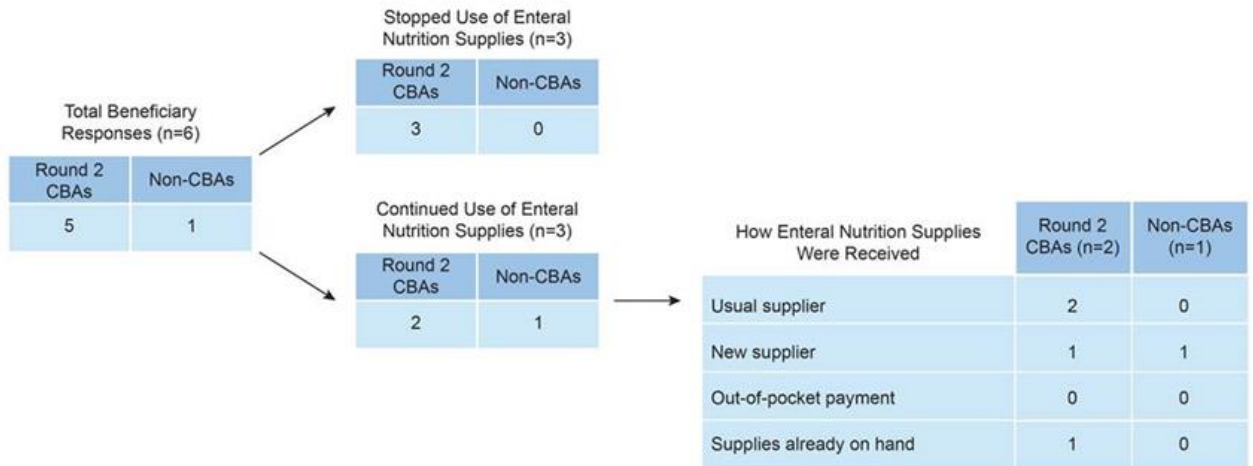 Total Beneficiary
Responses (n=6)
Round 2
CBAs
Non-CBAs
5
1
Stopped Use of Enteral
Nutrition Supplies (n=3)
Round 2
CBAs
Non-CBAs
3
0
Continued Use of Enteral
Nutrition Supplies (n=3)
Round 2
CBAs
Non-CBAs
2
1
How Enteral Nutrition Supplies
Were Received
Round 2
CBAs (n=2)
Non-CBAs
(n=1)
Usual supplier
2
0
New supplier
1
1
Out-of-pocket payment
0
0
Supplies already on hand
1
0